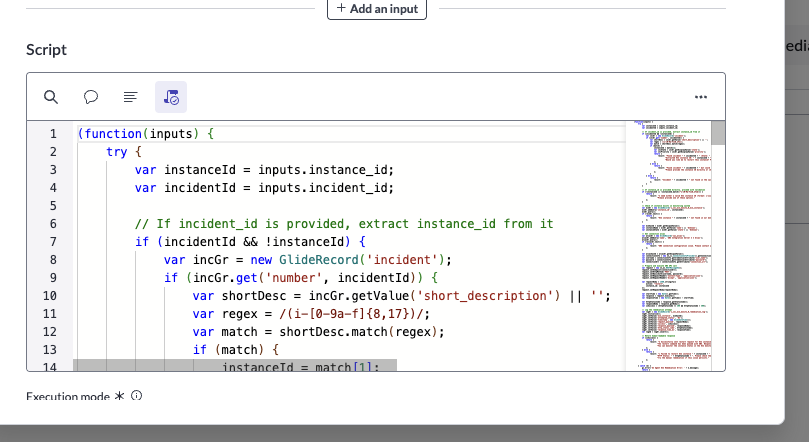 + Add an input
edia
Script
...
1 (function(inputs) {
2 try {
3 var instanceId = inputs.instance_id;
4 var incidentId = inputs.incident_id;
5
6 // If incident_id is provided, extract instance_id from it
7 if (incidentId && !instanceId) {
8 var incGr = new GlideRecord('incident');
9 if (incGr.get('number', incidentId)) {
10 var shortDesc = incGr.getValue('short_description') || '';
11 var regex = /(i-[0-9a-f]{8,17})/;
12 var match = shortDesc.match(regex);
13 if (match) {
14 instanceId = match[1];
Execution mode *